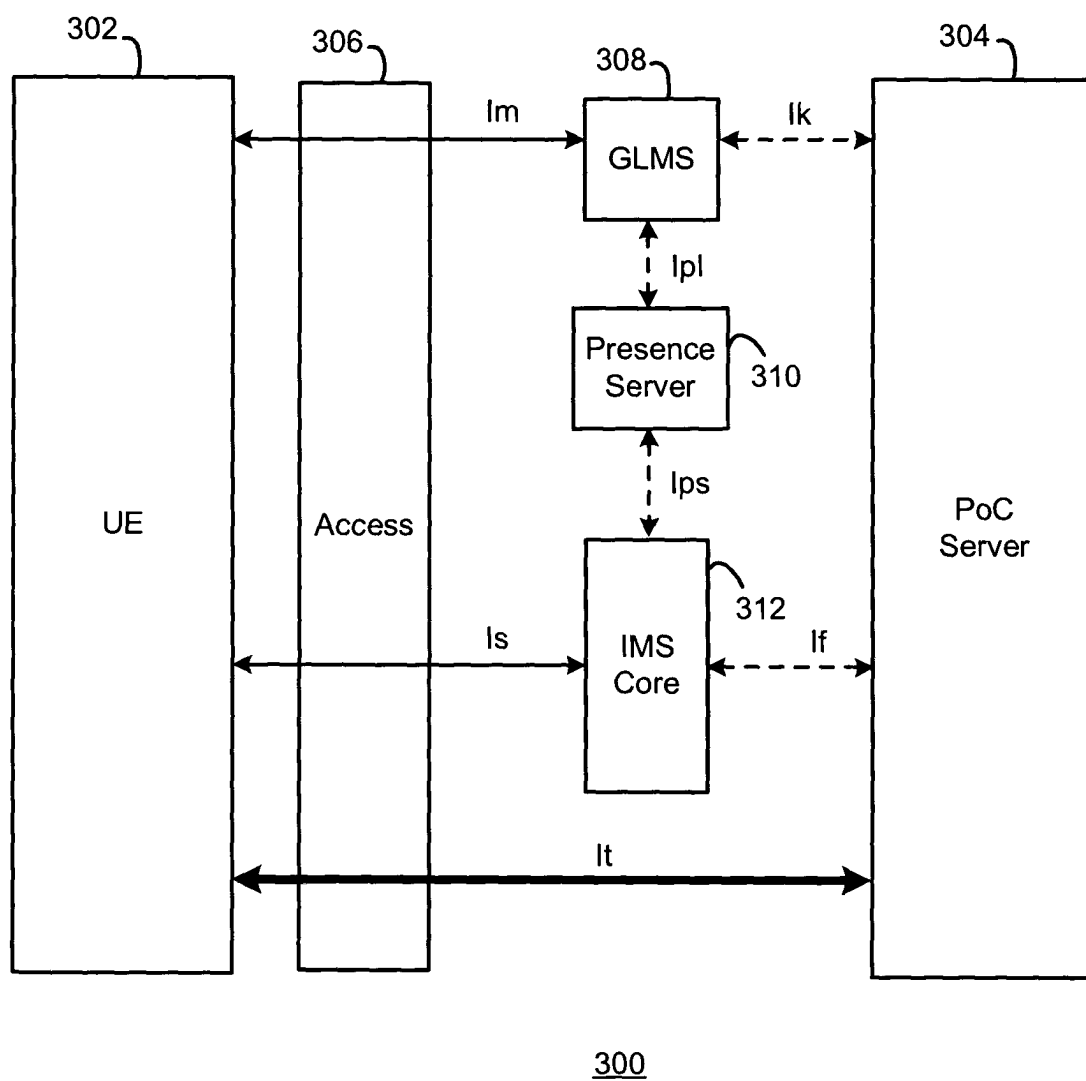 302
306
308
304
Im
Ik
GLMS
Ipl
Presence
Server
310
Ips
UE
Access
PoC
Server
312
Is
IMS
Core
If
It
300